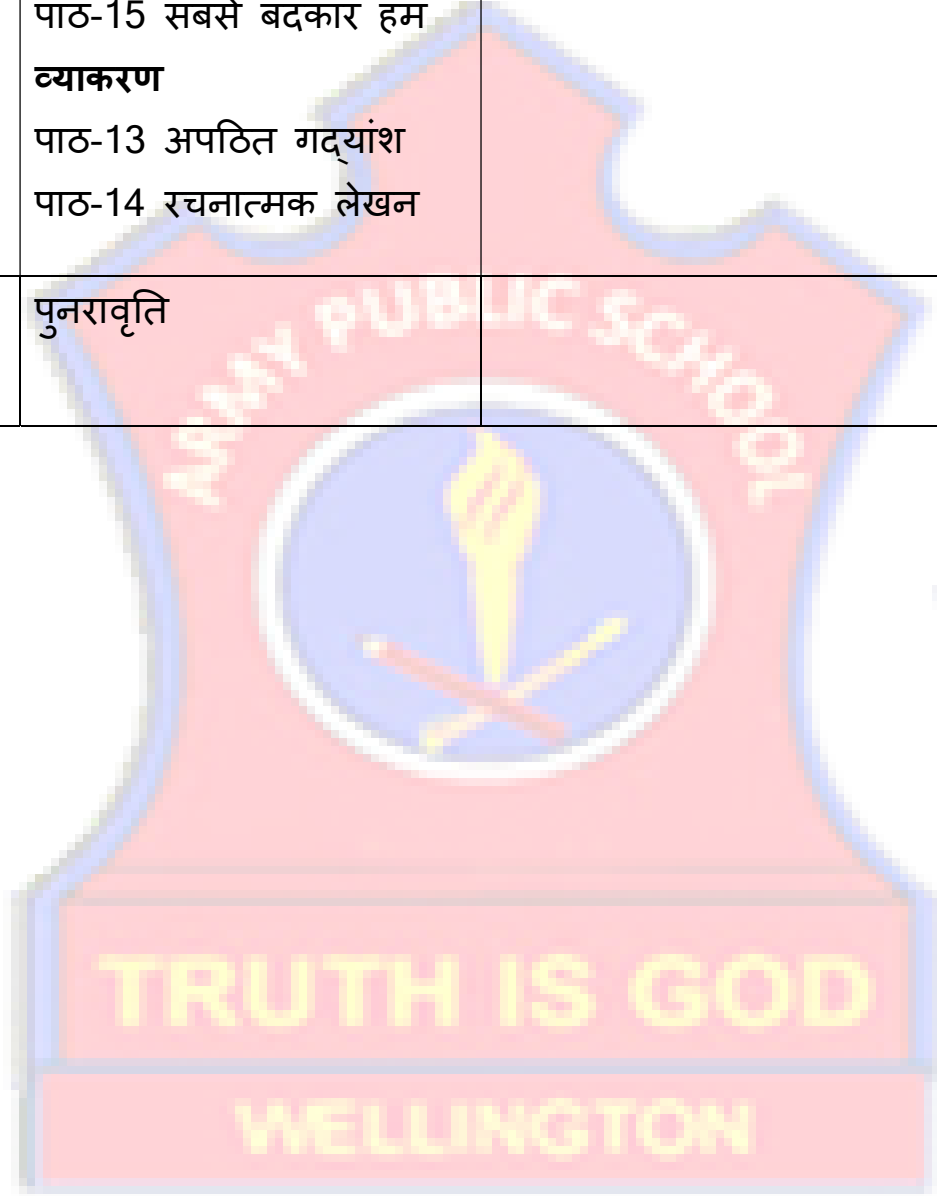 पाठ-15 सबसे बदकार हम
व्याकरण
पाठ-13 अपठित गद्यांश
पाठ-14 रचनात्मक लेखन
पुनरावृति
ARMY PUBLIC SCHOOL
TRUTH IS GOD
WELLINGTON